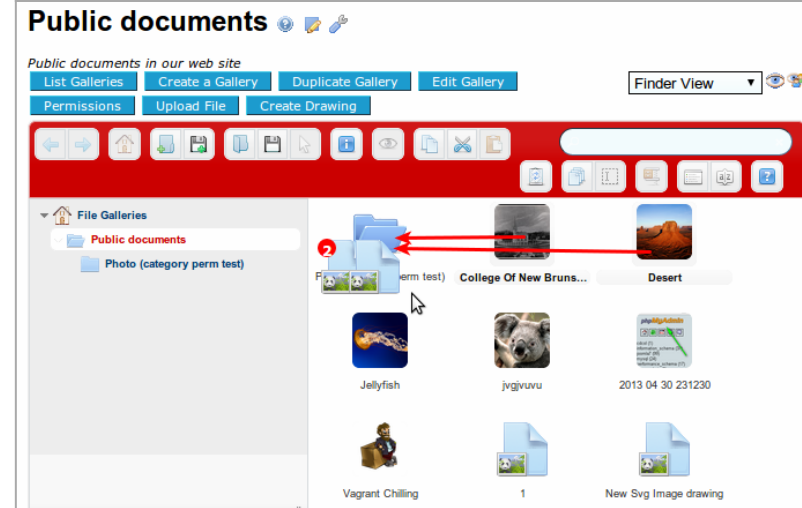 Public documents
Public documents in our web site
List Galleries Create a Gallery Duplicate Gallery Edit Gallery Finder View
Permissions Upload File Create Drawing
File Galleries
Public documents
Photo (category perm test)
2
P erm test) College Of New Bruns... Desert
phpMyAdmin
Jellyfish jvgjvuvu 2013 04 30 231230
Vagrant Chilling 1 New Svg Image drawing